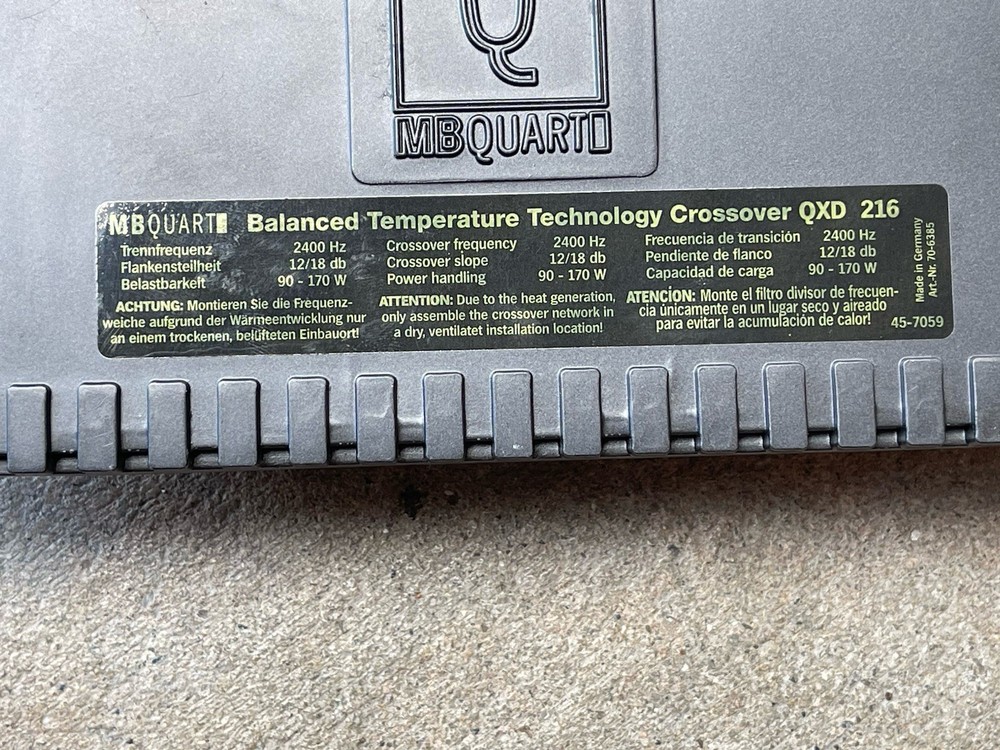 Q
MB QUART
MB QUART Balanced Temperature Technology Crossover QXD 216
Trennfrequenz 2400 Hz
Flankensteilheit 12/18 db
Belastbarkeit 90 - 170 W
ACHTUNG: Montieren Sie die Frequenz-
weiche aufgrund der Wärmeentwicklung nur
an einem trockenen, belüfteten Einbauort!
Crossover frequency 2400 Hz
Crossover slope 12/18 db
Power handling 90 - 170 W
ATTENTION: Due to the heat generation,
only assemble the crossover network in
a dry, ventilatet installation location!
Frecuencia de transición 2400 Hz
Pendiente de flanco 12/18 db
Capacidad de carga 90 - 170 W
ATENCION: Monte el filtro divisor de frecuen-
cia únicamente en un lugar seco y aireado
para evitar la acumulación de calor!
45-7059
Made in Germany
Art.-Nr. 70-6385